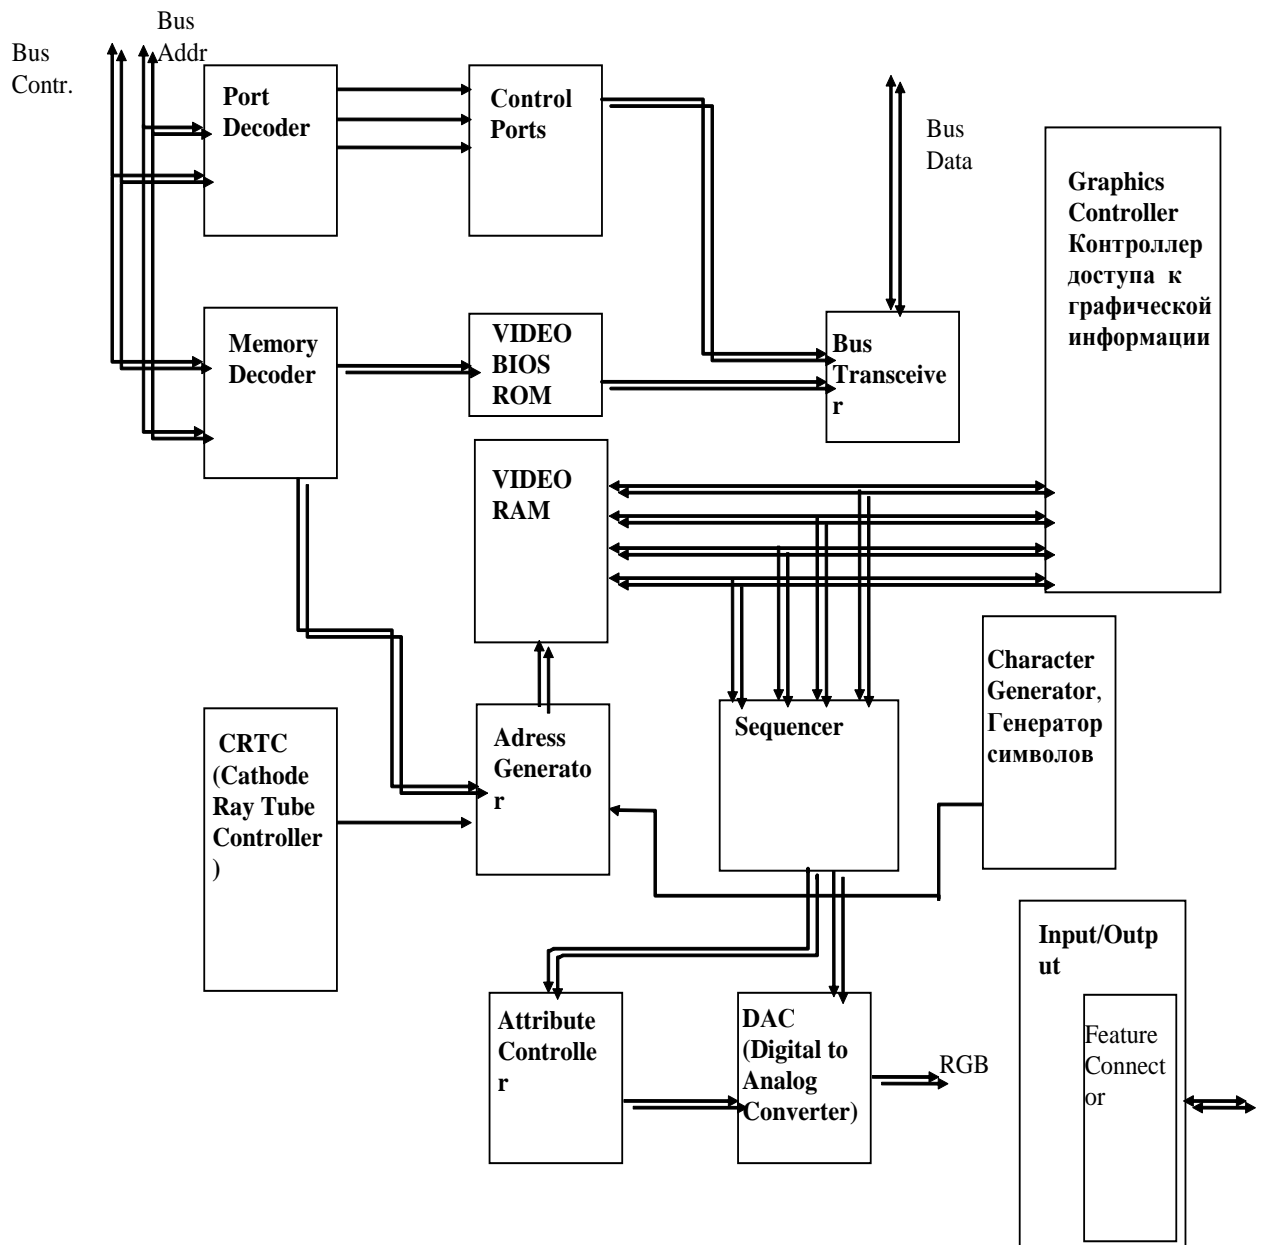 Bus
Addr
Bus
Contr.
Port
Decoder
Control
Ports
Bus
Data
Graphics
Controller
Контроллер
доступа к
графической
информации
Memory
Decoder
VIDEO
BIOS
ROM
Bus
Transceive
r
VIDEO
RAM
Character
Generator,
Генератор
символов
CRTC
(Cathode
Ray Tube
Controller
)
Adress
Generato
r
Sequencer
Input/Outp
ut
Attribute
Controlle
r
DAC
(Digital to
Analog
Converter)
RGB
Feature
Connect
or